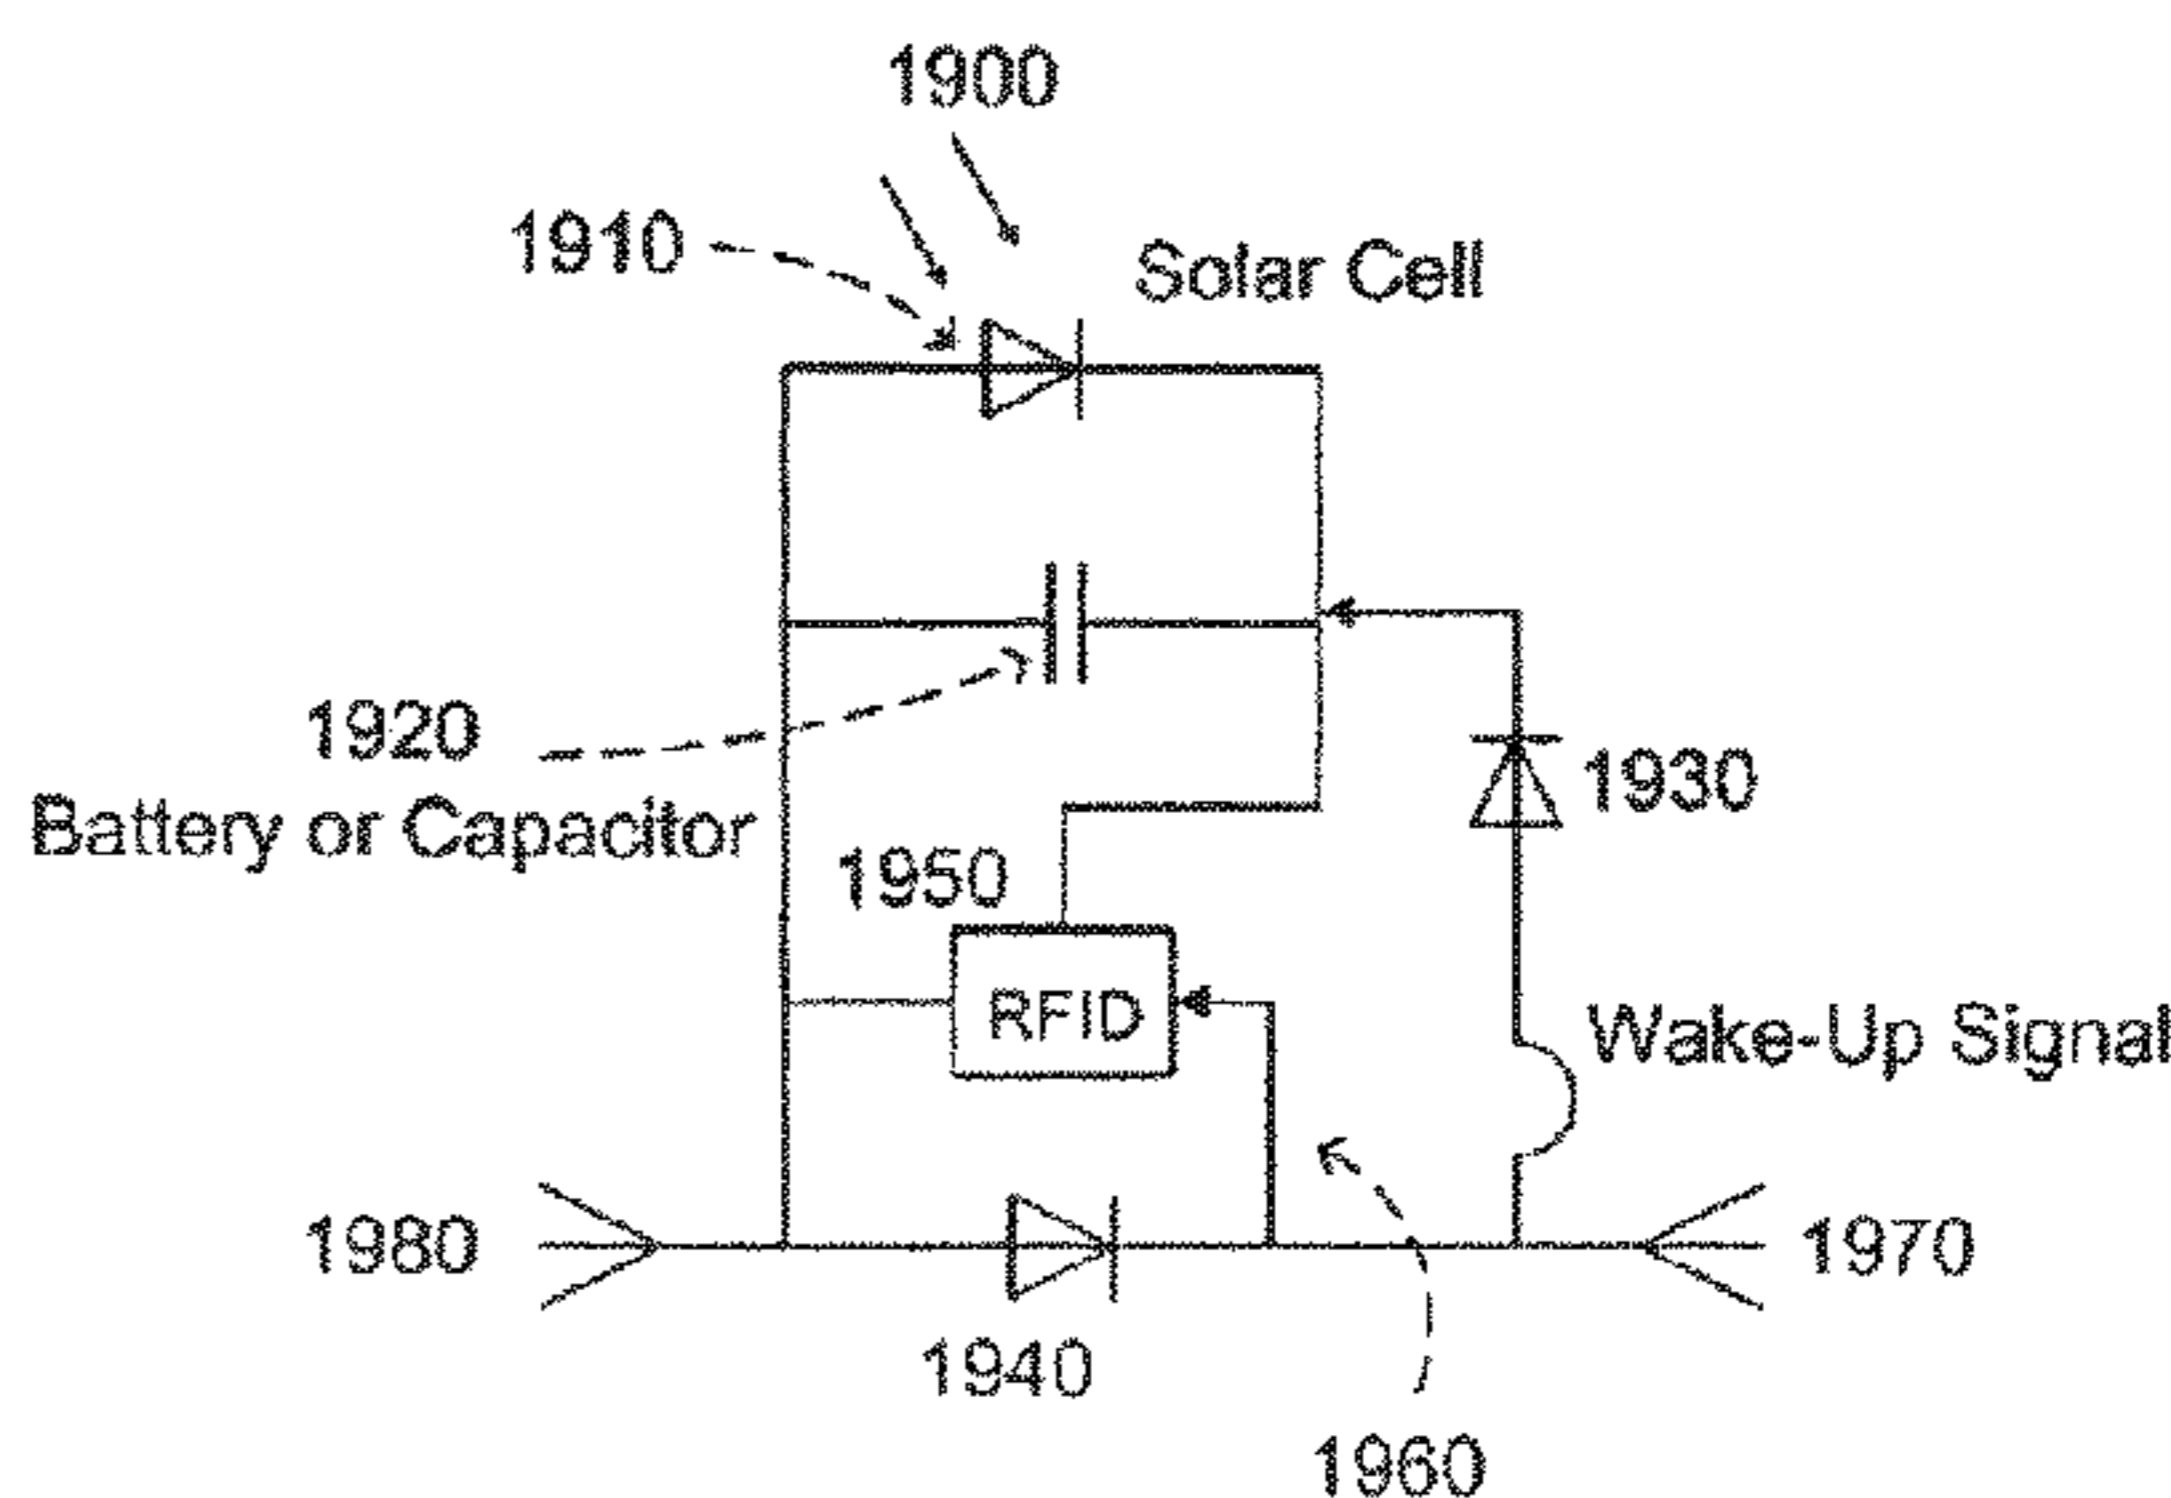 1900
1910
Solar Cell
1920
Battery or Capacitor
1930
1950
RFID
Wake-Up Signal
1980
1970
1940
1960